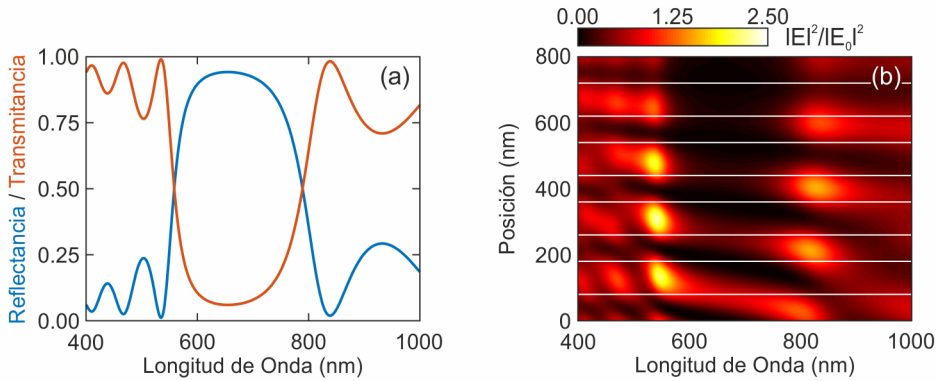 (a)
1.00
0.75
0.50
0.25
0.00
Reflectancia / Transmitancia
400 600 800 1000
Longitud de Onda (nm)
0.00 1.25 2.50 |E|²/|E₀|²
(b)
800
600
400
200
0
Posición (nm)
400 600 800 1000
Longitud de Onda (nm)